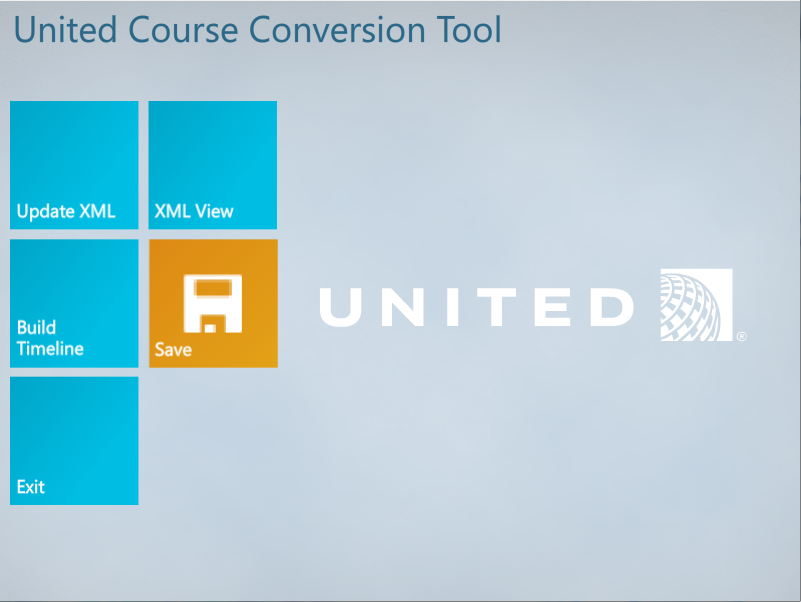 United Course Conversion Tool
Update XML
XML View
Build
Timeline
Save
UNITED
®
Exit